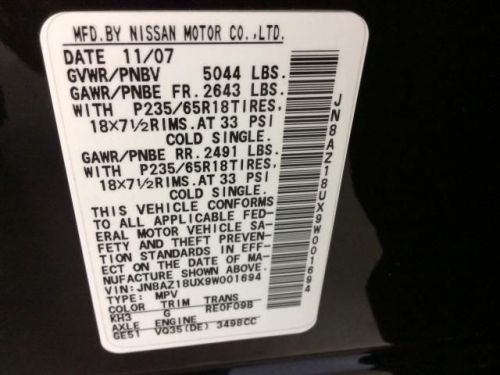 MFD.BY NISSAN MOTOR CO.,LTD.
DATE 11/07
GVWR/PNBV 5044 LBS.
GAWR/PNBE FR. 2643 LBS.
WITH P235/65R18TIRES,
18X7½RIMS.AT 33 PSI
COLD SINGLE.
GAWR/PNBE RR. 2491 LBS.
WITH P235/65R18TIRES,
18X7½RIMS.AT 33 PSI
COLD SINGLE.
THIS VEHICLE CONFORMS
TO ALL APPLICABLE FED-
ERAL MOTOR VEHICLE SA-
FETY AND THEFT PREVEN-
TION STANDARDS IN EFF-
ECT ON THE DATE OF MA-
NUFACTURE SHOWN ABOVE.
VIN: JN8AZ18UX9W001694
TYPE: MPV
COLOR TRIM TRANS
KH3 G RE0F09B
AXLE ENGINE
GE51 VQ35(DE) 3498CC
JN8AZ18UX9W001694